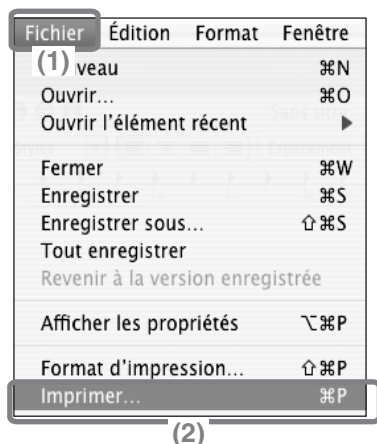 Fichier Édition Format Fenêtre
(1) veau ⌘N
Ouvrir... ⌘O
Ouvrir l'élément récent ▶
Fermer ⌘W
Enregistrer ⌘S
Enregistrer sous... ⇧⌘S
Tout enregistrer
Revenir à la version enregistrée
Afficher les propriétés ⌥⌘P
Format d'impression... ⇧⌘P
Imprimer... ⌘P
(2)